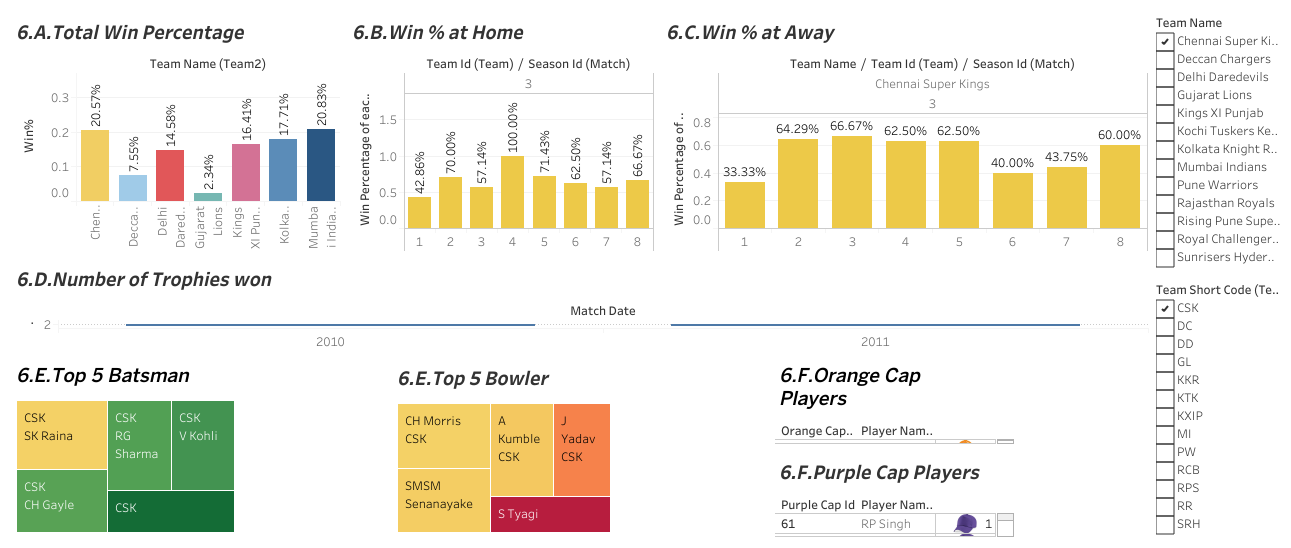 6.A.Total Win Percentage
Team Name (Team2)
Win%
0.3
0.2
0.1
0.0
20.57%
7.55%
14.58%
2.34%
16.41%
17.71%
20.83%
Chen..
Decca..
Delhi
Dared..
Gujarat
Lions
Kings
XI Pun..
Kolka..
Mumba
i India..
6.B.Win % at Home
Team Id (Team) / Season Id (Match)
3
Win Percentage of eac..
1.5
1.0
0.5
0.0
42.86%
70.00%
57.14%
100.00%
71.43%
62.50%
57.14%
66.67%
1 2 3 4 5 6 7 8
6.C.Win % at Away
Team Name / Team Id (Team) / Season Id (Match)
Chennai Super Kings
3
Win Percentage of ..
0.8
0.6
0.4
0.2
0.0
33.33%
64.29%
66.67%
62.50%
62.50%
40.00%
43.75%
60.00%
1 2 3 4 5 6 7 8
Team Name
Chennai Super Ki..
Deccan Chargers
Delhi Daredevils
Gujarat Lions
Kings XI Punjab
Kochi Tuskers Ke..
Kolkata Knight R..
Mumbai Indians
Pune Warriors
Rajasthan Royals
Rising Pune Supe..
Royal Challenger..
Sunrisers Hyder..
6.D.Number of Trophies won
Match Date
2
2010
2011
Team Short Code (Te..
CSK
DC
DD
GL
KKR
KTK
KXIP
MI
PW
RCB
RPS
RR
SRH
6.E.Top 5 Batsman
CSK
SK Raina
CSK
RG
Sharma
CSK
V Kohli
CSK
CH Gayle
CSK
6.E.Top 5 Bowler
CH Morris
CSK
A
Kumble
CSK
J
Yadav
CSK
SMSM
Senanayake
S Tyagi
6.F.Orange Cap
Players
Orange Cap.. Player Nam..
6.F.Purple Cap Players
Purple Cap Id Player Nam..
61 RP Singh 1